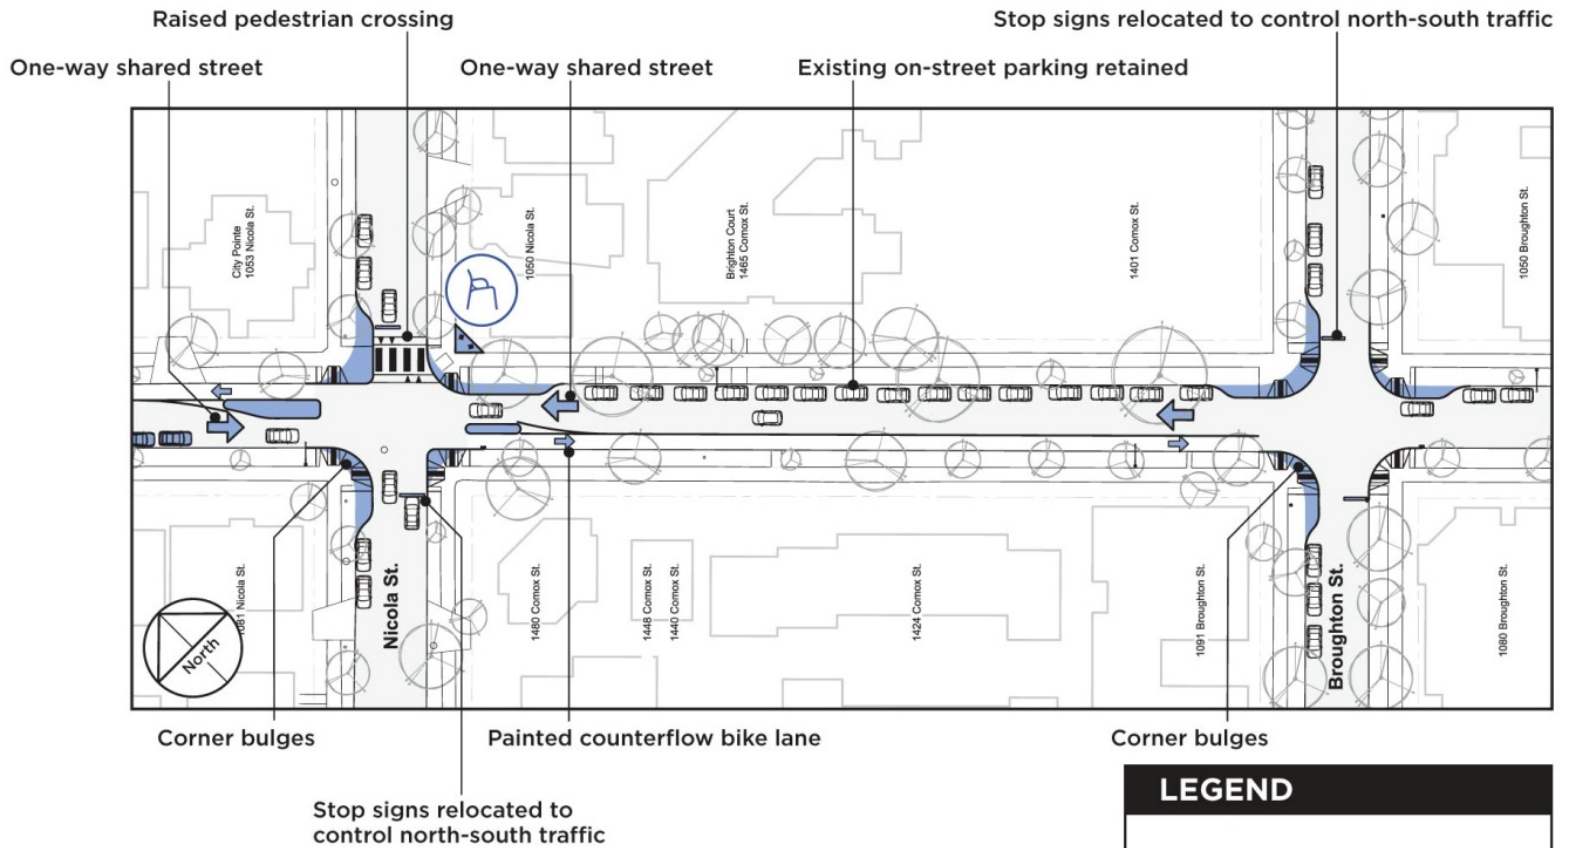 Raised pedestrian crossing
Stop signs relocated to control north-south traffic
One-way shared street
One-way shared street
Existing on-street parking retained
City Pointe
1053 Nicola St.
1050 Nicola St.
Brighton Court
1465 Comox St.
1401 Comox St.
1050 Broughton St.
1081 Nicola St.
Nicola St.
1480 Comox St.
1448 Comox St.
1440 Comox St.
1424 Comox St.
1091 Broughton St.
Broughton St.
1080 Broughton St.
North
Corner bulges
Painted counterflow bike lane
Corner bulges
Stop signs relocated to
control north-south traffic
LEGEND